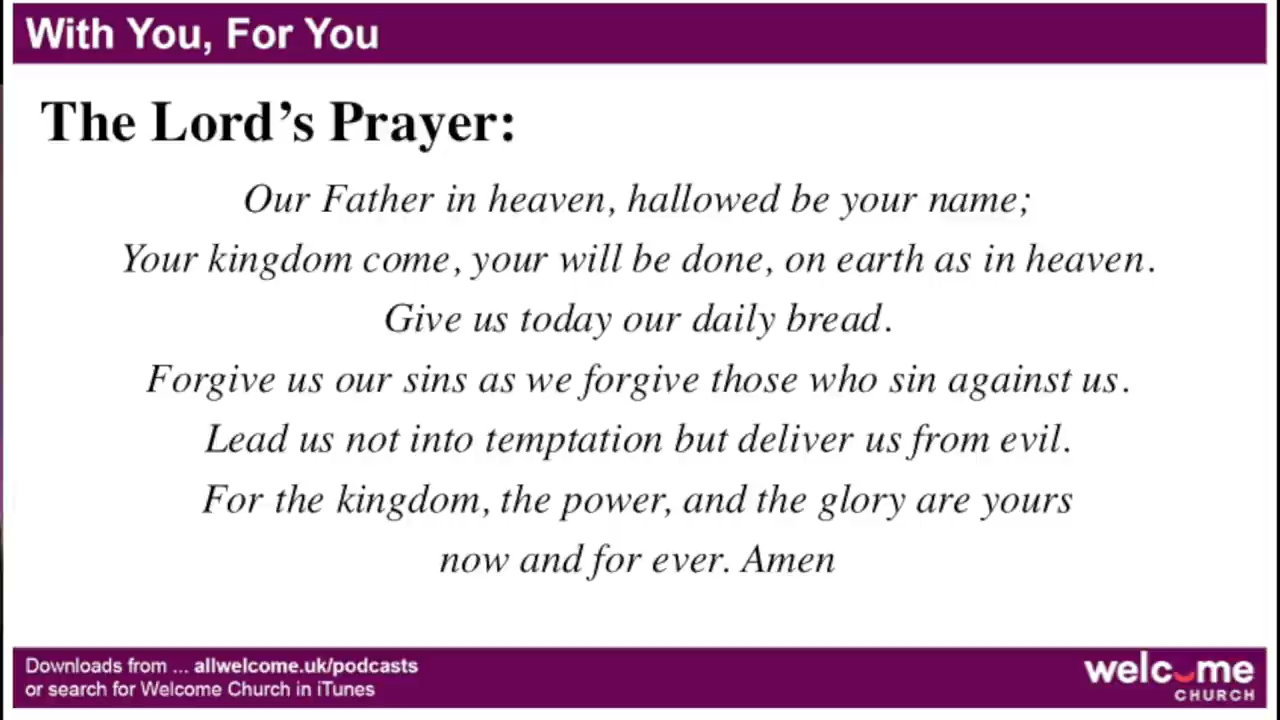 With You, For You
The Lord’s Prayer:
Our Father in heaven, hallowed be your name;
Your kingdom come, your will be done, on earth as in heaven.
Give us today our daily bread.
Forgive us our sins as we forgive those who sin against us.
Lead us not into temptation but deliver us from evil.
For the kingdom, the power, and the glory are yours
now and for ever. Amen
Downloads from ... allwelcome.uk/podcasts
or search for Welcome Church in iTunes
welcome
CHURCH